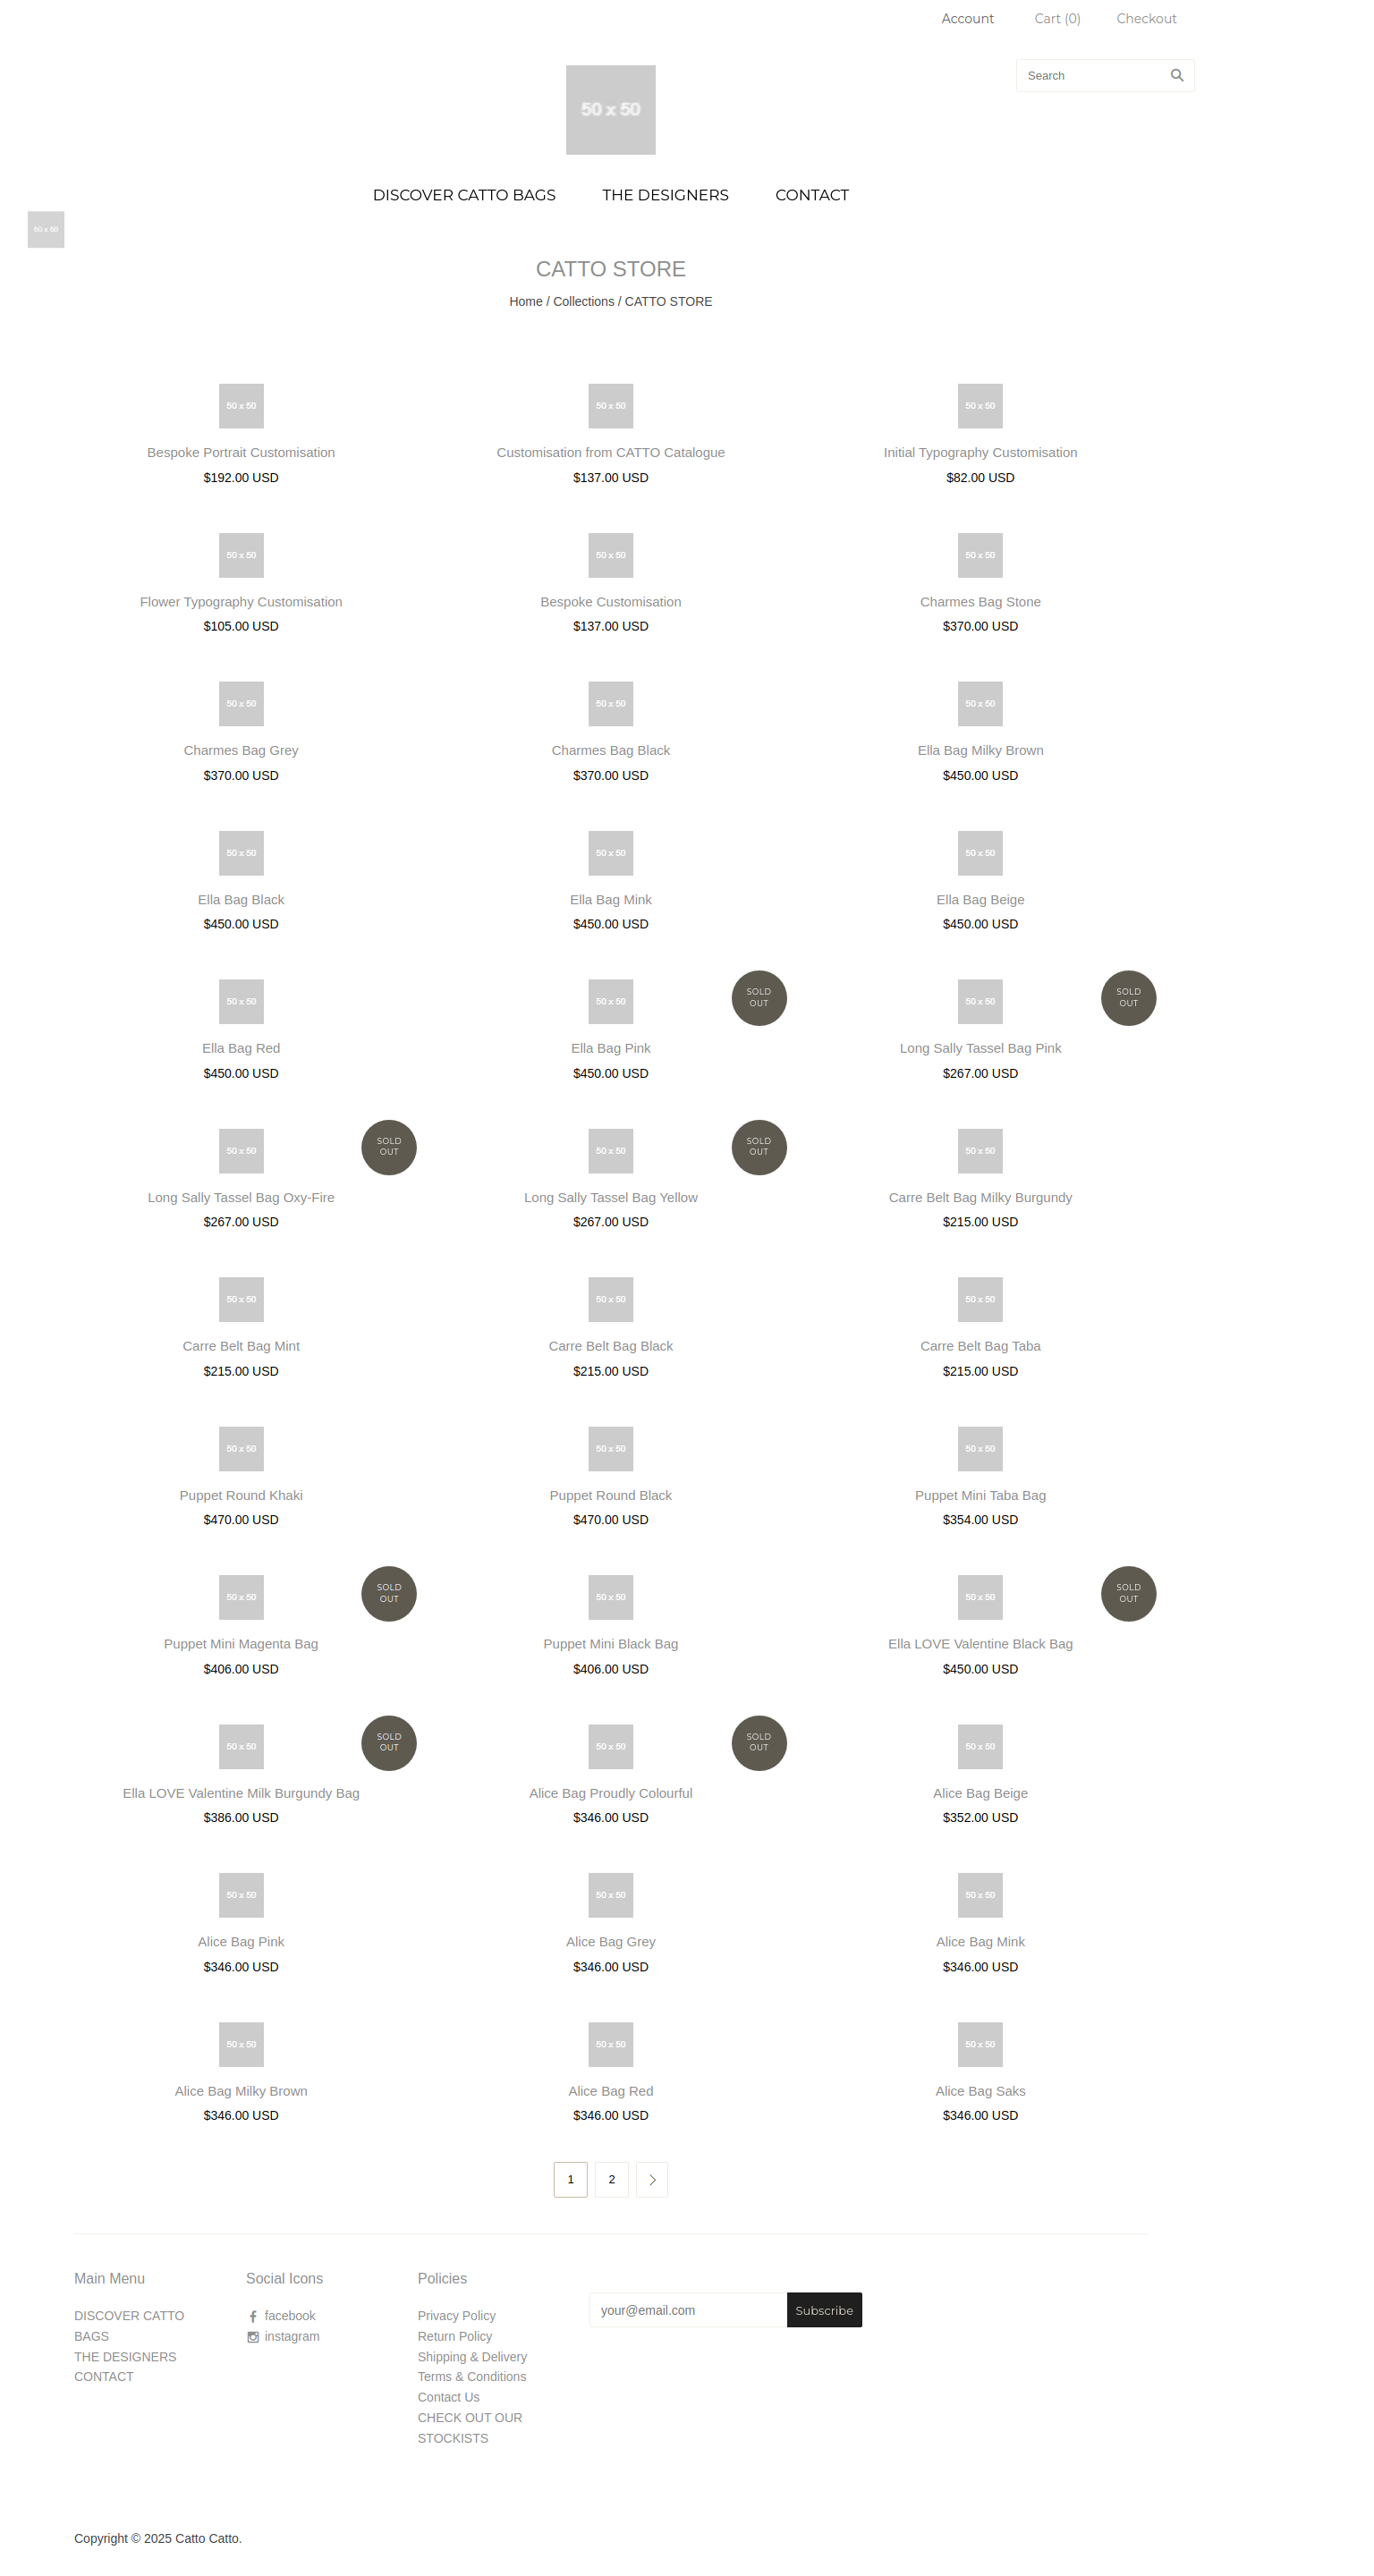 Account
Cart (0)
Checkout
Search
50 x 50
DISCOVER CATTO BAGS
THE DESIGNERS
CONTACT
50 x 50
CATTO STORE
Home / Collections / CATTO STORE
50 x 50
50 x 50
50 x 50
Bespoke Portrait Customisation
Customisation from CATTO Catalogue
Initial Typography Customisation
$192.00 USD
$137.00 USD
$82.00 USD
50 x 50
50 x 50
50 x 50
Flower Typography Customisation
Bespoke Customisation
Charmes Bag Stone
$105.00 USD
$137.00 USD
$370.00 USD
50 x 50
50 x 50
50 x 50
Charmes Bag Grey
Charmes Bag Black
Ella Bag Milky Brown
$370.00 USD
$370.00 USD
$450.00 USD
50 x 50
50 x 50
50 x 50
Ella Bag Black
Ella Bag Mink
Ella Bag Beige
$450.00 USD
$450.00 USD
$450.00 USD
50 x 50
50 x 50
SOLD
OUT
50 x 50
SOLD
OUT
Ella Bag Red
Ella Bag Pink
Long Sally Tassel Bag Pink
$450.00 USD
$450.00 USD
$267.00 USD
50 x 50
SOLD
OUT
50 x 50
SOLD
OUT
50 x 50
Long Sally Tassel Bag Oxy-Fire
Long Sally Tassel Bag Yellow
Carre Belt Bag Milky Burgundy
$267.00 USD
$267.00 USD
$215.00 USD
50 x 50
50 x 50
50 x 50
Carre Belt Bag Mint
Carre Belt Bag Black
Carre Belt Bag Taba
$215.00 USD
$215.00 USD
$215.00 USD
50 x 50
50 x 50
50 x 50
Puppet Round Khaki
Puppet Round Black
Puppet Mini Taba Bag
$470.00 USD
$470.00 USD
$354.00 USD
50 x 50
SOLD
OUT
50 x 50
50 x 50
SOLD
OUT
Puppet Mini Magenta Bag
Puppet Mini Black Bag
Ella LOVE Valentine Black Bag
$406.00 USD
$406.00 USD
$450.00 USD
50 x 50
SOLD
OUT
50 x 50
SOLD
OUT
50 x 50
Ella LOVE Valentine Milk Burgundy Bag
Alice Bag Proudly Colourful
Alice Bag Beige
$386.00 USD
$346.00 USD
$352.00 USD
50 x 50
50 x 50
50 x 50
Alice Bag Pink
Alice Bag Grey
Alice Bag Mink
$346.00 USD
$346.00 USD
$346.00 USD
50 x 50
50 x 50
50 x 50
Alice Bag Milky Brown
Alice Bag Red
Alice Bag Saks
$346.00 USD
$346.00 USD
$346.00 USD
1
2
Main Menu
DISCOVER CATTO
BAGS
THE DESIGNERS
CONTACT
Social Icons
facebook
instagram
Policies
Privacy Policy
Return Policy
Shipping & Delivery
Terms & Conditions
Contact Us
CHECK OUT OUR
STOCKISTS
your@email.com
Subscribe
Copyright © 2025 Catto Catto.